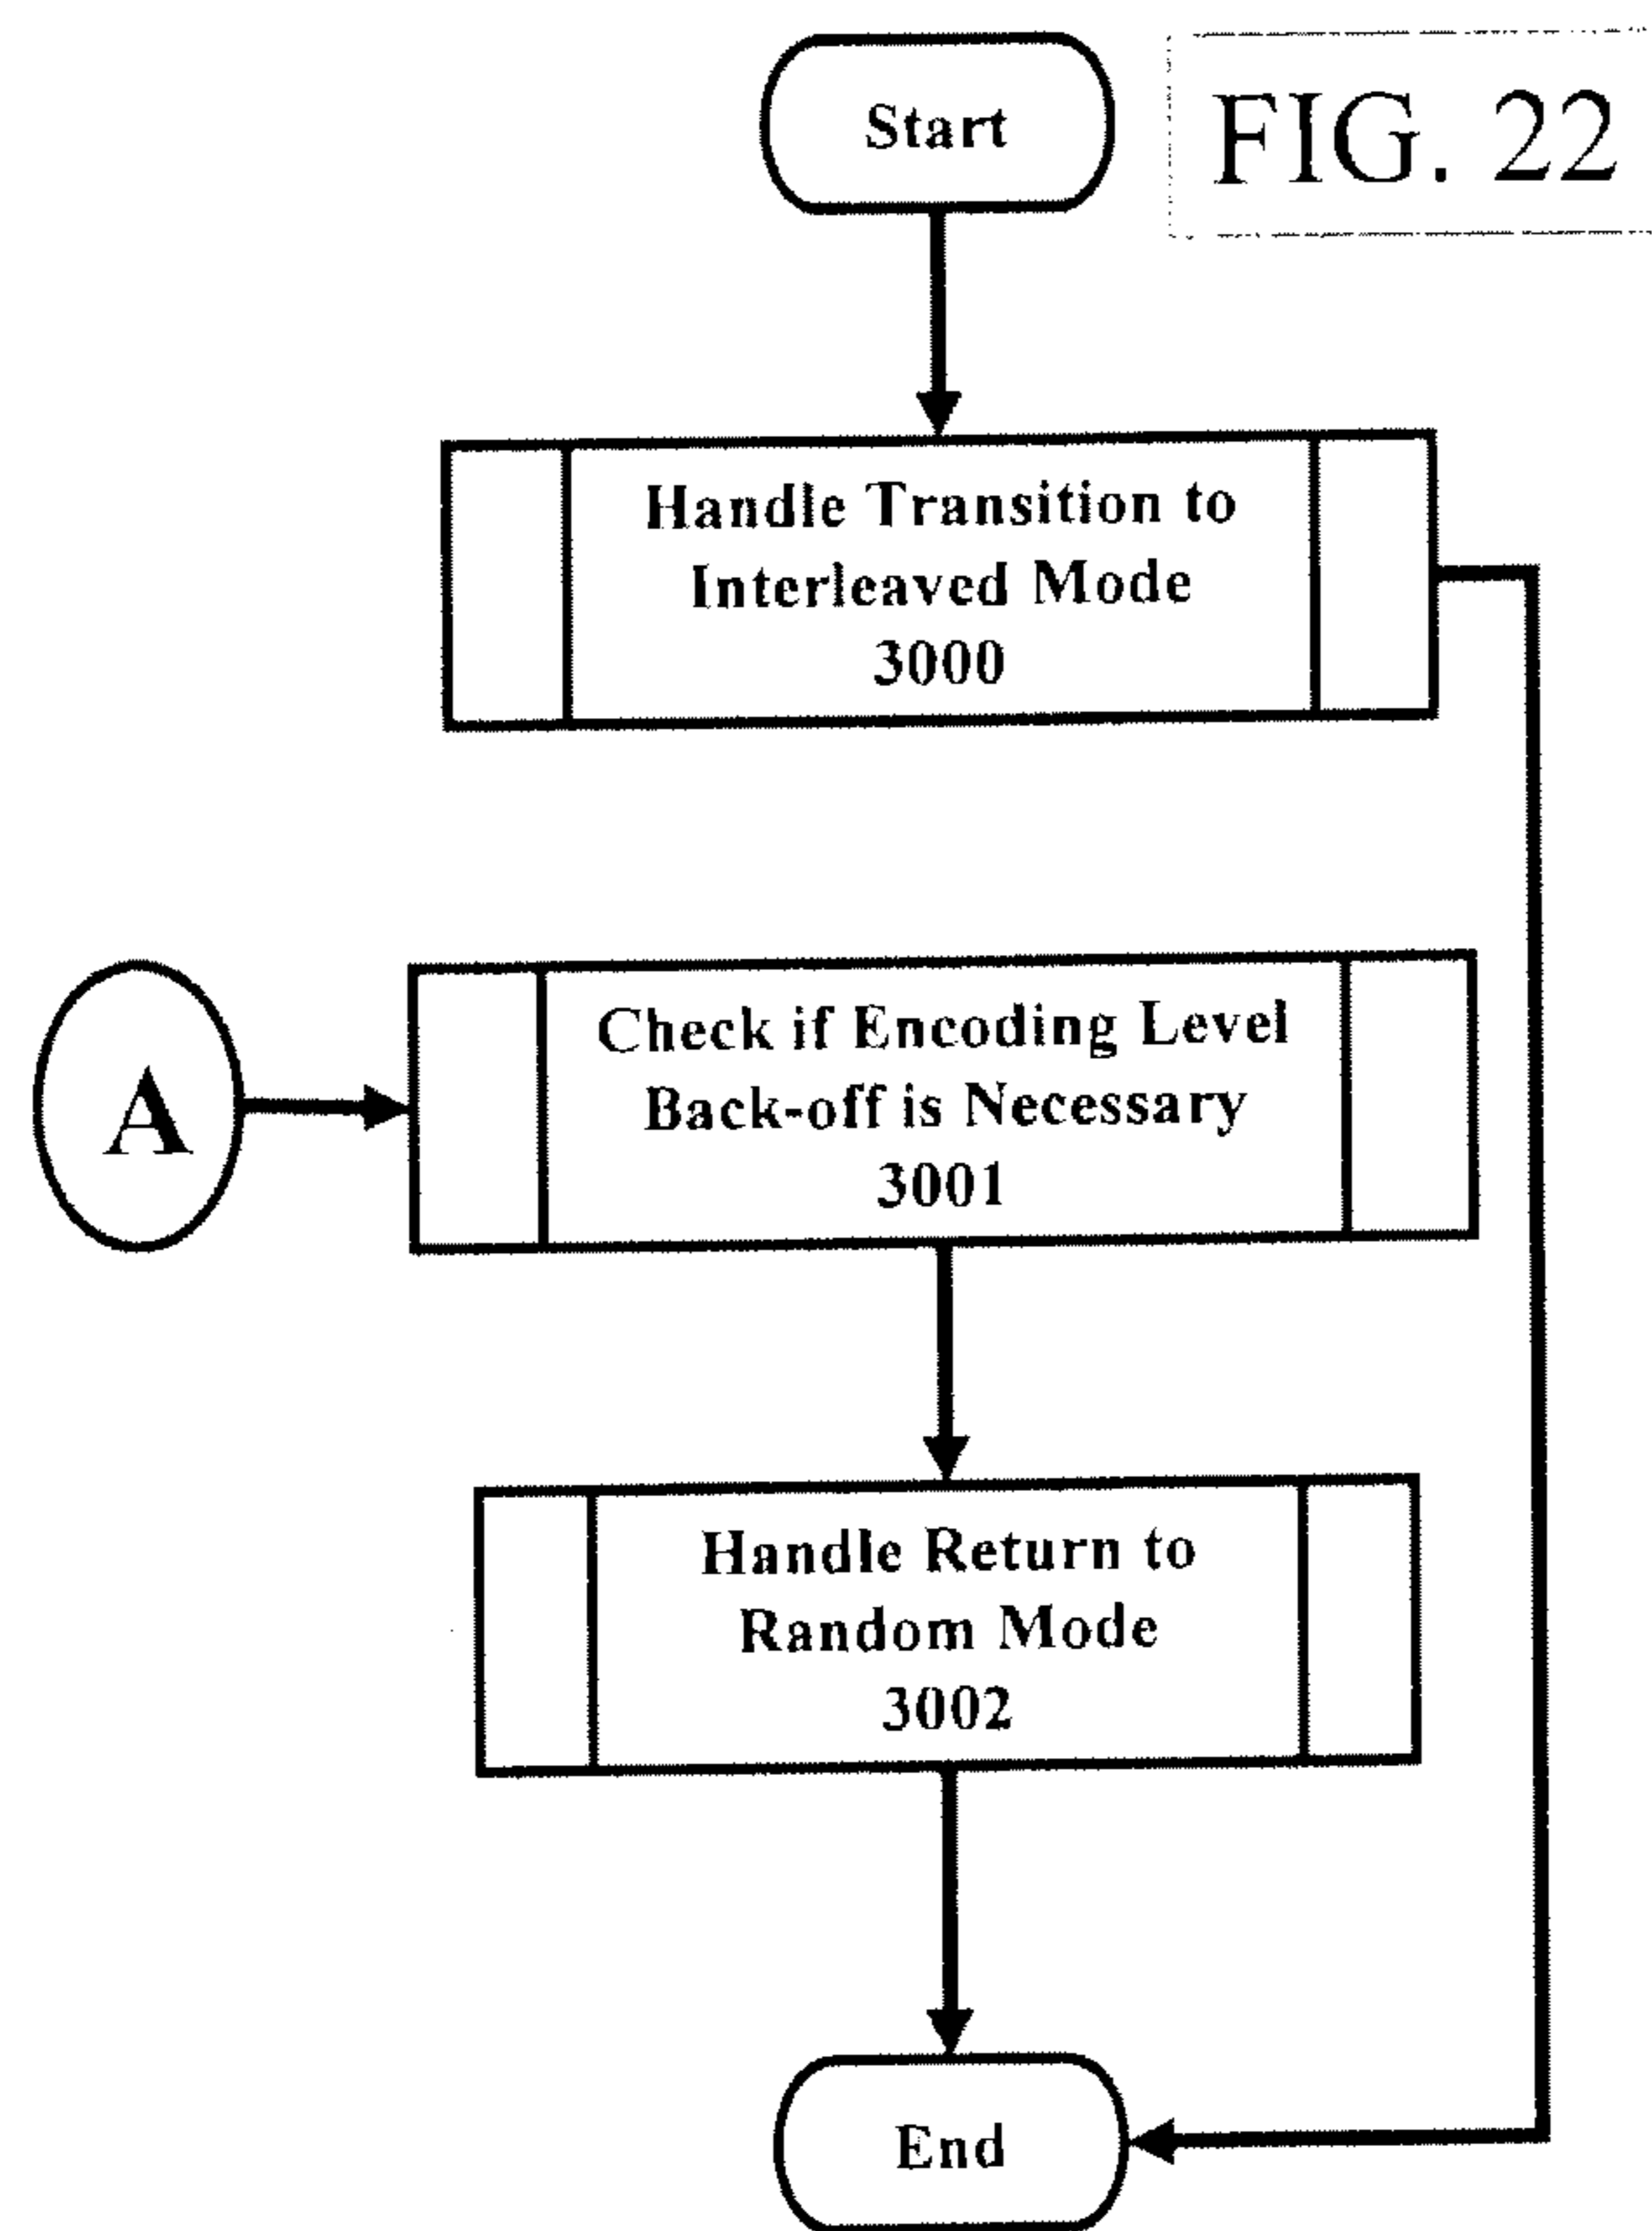 Start
FIG. 22
Handle Transition to
Interleaved Mode
3000
A
Check if Encoding Level
Back-off is Necessary
3001
Handle Return to
Random Mode
3002
End